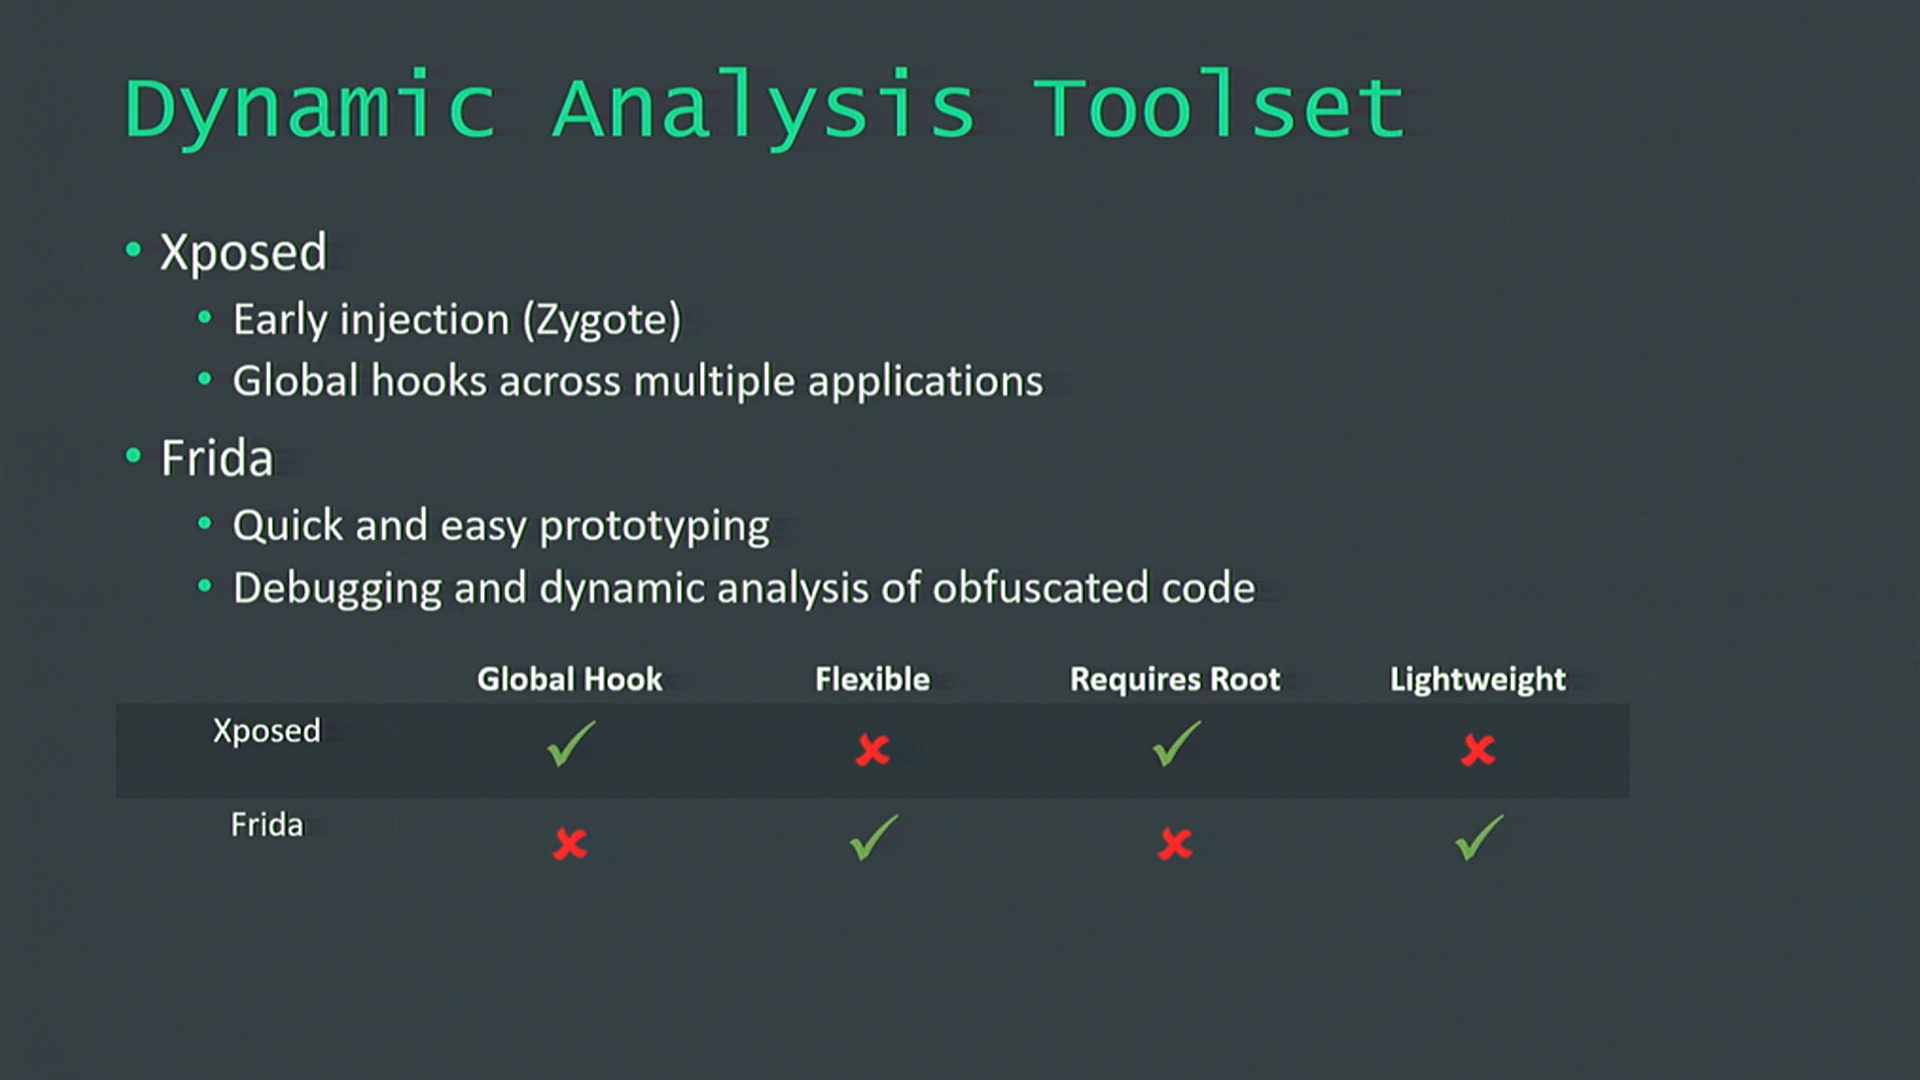 Dynamic Analysis Toolset
• Xposed
• Early injection (Zygote)
• Global hooks across multiple applications
• Frida
• Quick and easy prototyping
• Debugging and dynamic analysis of obfuscated code
Global Hook Flexible Requires Root Lightweight
Xposed ✓ ✘ ✓ ✘
Frida ✘ ✓ ✘ ✓